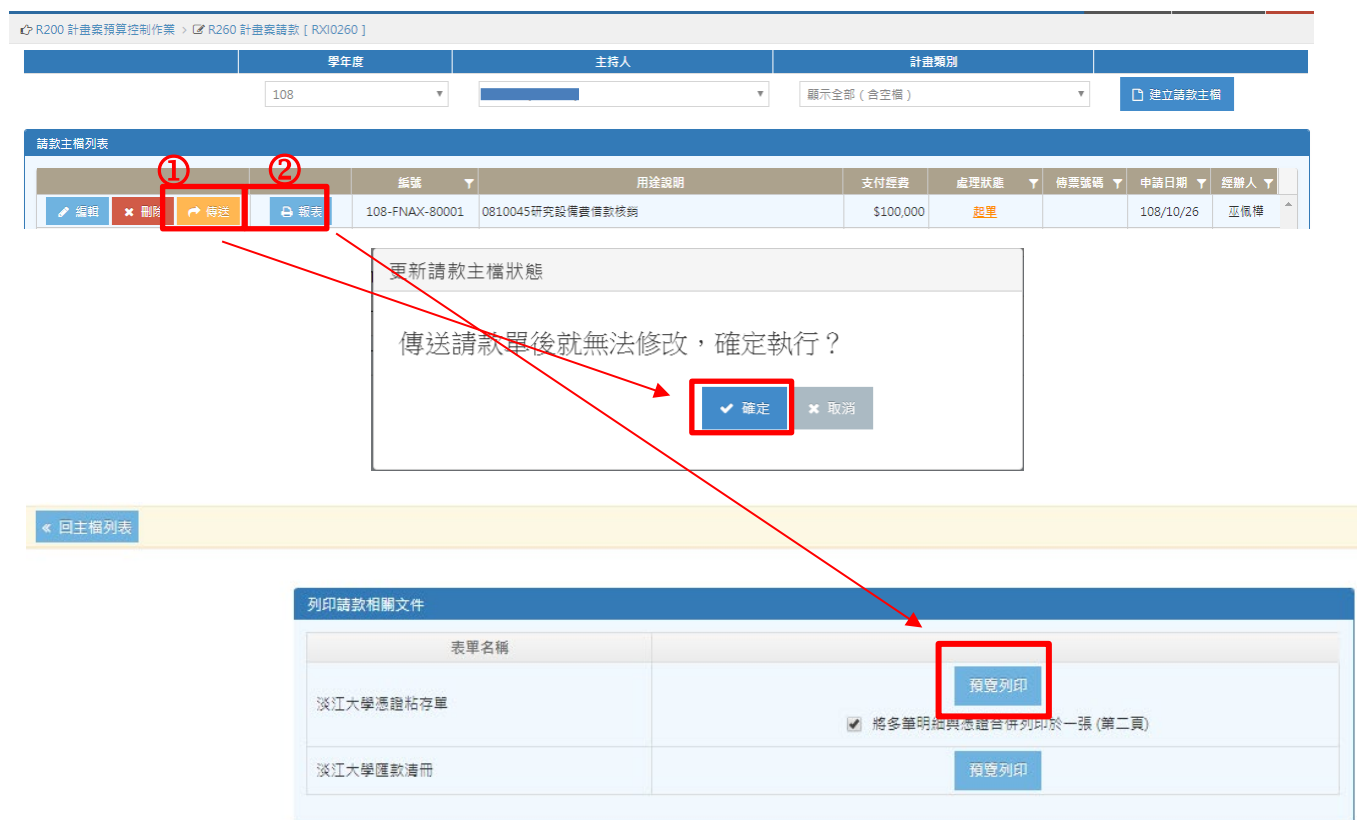 R200 計畫案預算控制作業 > R260 計畫案請款 [ RXI0260 ]
學年度 主持人 計畫類別
108 顯示全部 ( 含空檔 ) 建立請款主檔
請款主檔列表
① ②
編號 用途說明 支付經費 處理狀態 傳票號碼 申請日期 經辦人
編輯 刪除 傳送 報表 108-FNAX-80001 0810045研究設備費借款核銷 $100,000 起單 108/10/26 巫佩樺
更新請款主檔狀態
傳送請款單後就無法修改,確定執行?
確定 取消
« 回主檔列表
列印請款相關文件
表單名稱
預覽列印
淡江大學憑證粘存單
將多筆明細與憑證合併列印於一張 (第二頁)
淡江大學匯款清冊 預覽列印